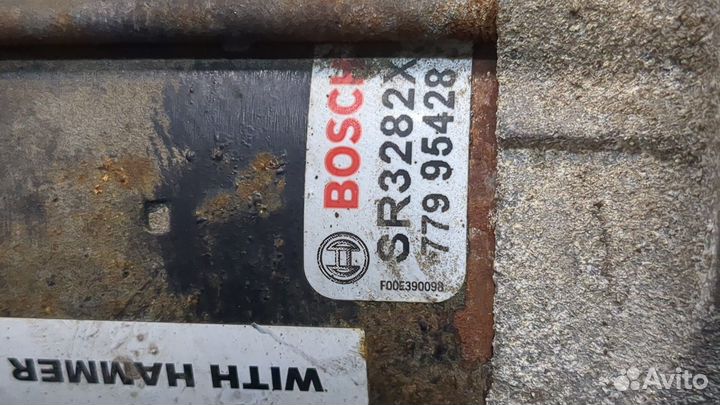 BOSCH
SR3282X
779 95428
F00E390098
WITH HAMMER
Avito